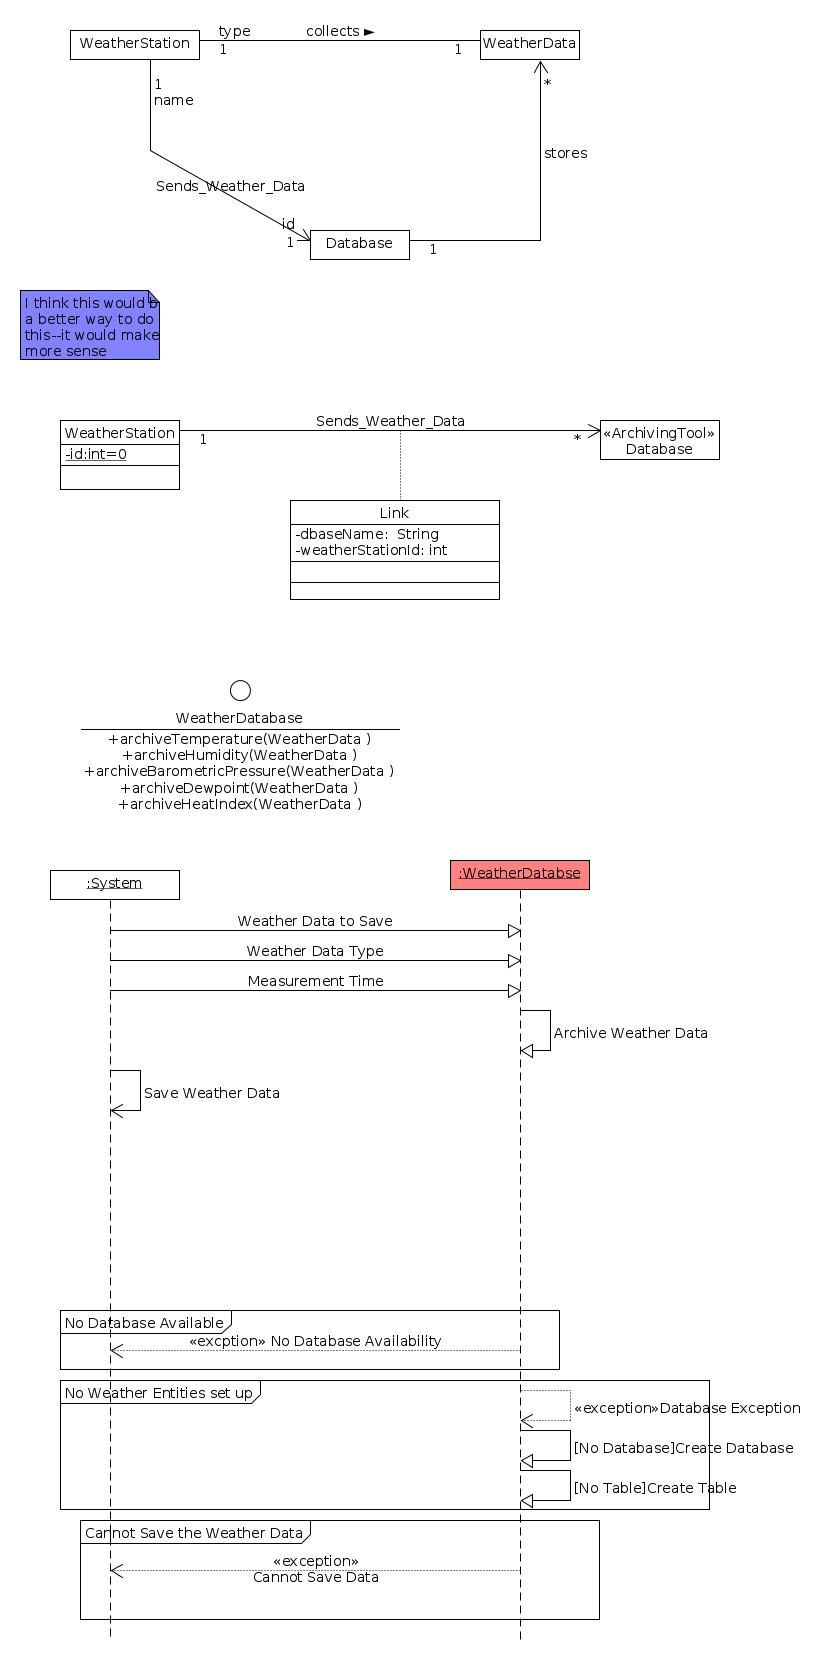 type
collects ►
WeatherStation
WeatherData
1
1
1
name
*
stores
Sends_Weather_Data
id
1
Database
1
I think this would b
a better way to do
this--it would make
more sense
Sends_Weather_Data
WeatherStation
1
*
«ArchivingTool»
Database
-id:int=0
Link
-dbaseName:  String
-weatherStationId: int
WeatherDatabase
+archiveTemperature(WeatherData )
+archiveHumidity(WeatherData )
+archiveBarometricPressure(WeatherData )
+archiveDewpoint(WeatherData )
+archiveHeatIndex(WeatherData )
:System
:WeatherDatabse
Weather Data to Save
Weather Data Type
Measurement Time
Archive Weather Data
Save Weather Data
No Database Available
«excption» No Database Availability
No Weather Entities set up
«exception»Database Exception
[No Database]Create Database
[No Table]Create Table
Cannot Save the Weather Data
«exception»
Cannot Save Data